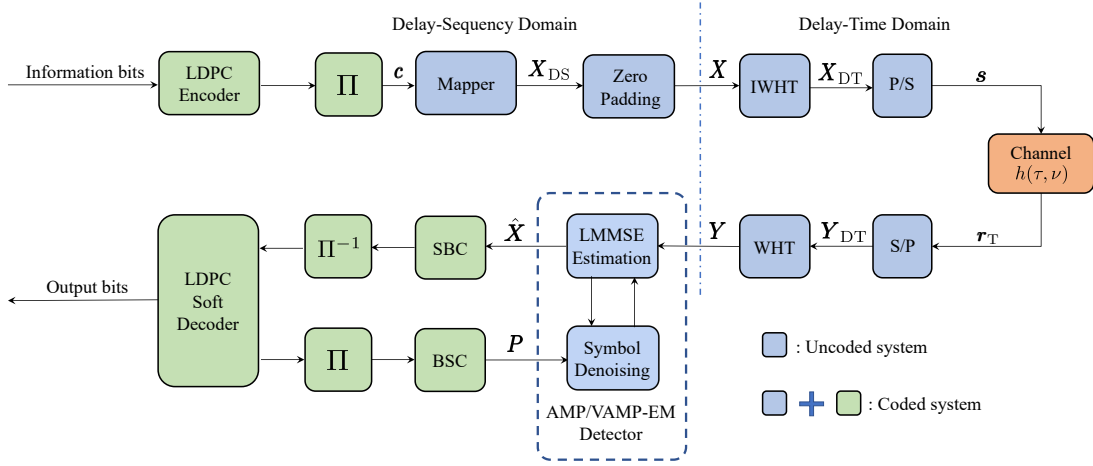 Delay-Sequency Domain
Delay-Time Domain
Information bits
LDPC
Encoder
Π
c
Mapper
X_DS
Zero
Padding
X
IWHT
X_DT
P/S
s
Channel
h(τ, ν)
Output bits
LDPC
Soft
Decoder
Π⁻¹
SBC
X̂
LMMSE
Estimation
Y
WHT
Y_DT
S/P
r_T
Π
BSC
P
Symbol
Denoising
AMP/VAMP-EM
Detector
: Uncoded system
: Coded system